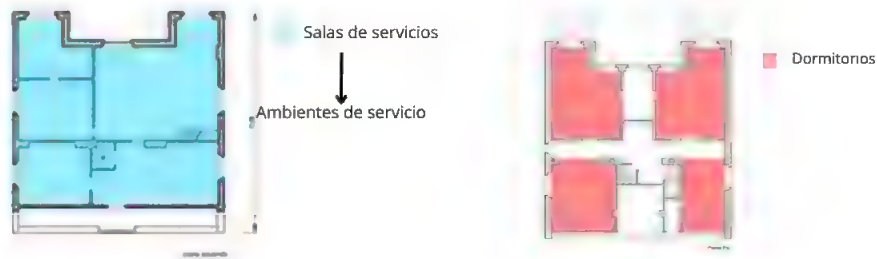 Salas de servicios
Ambientes de servicio
Dormitorios